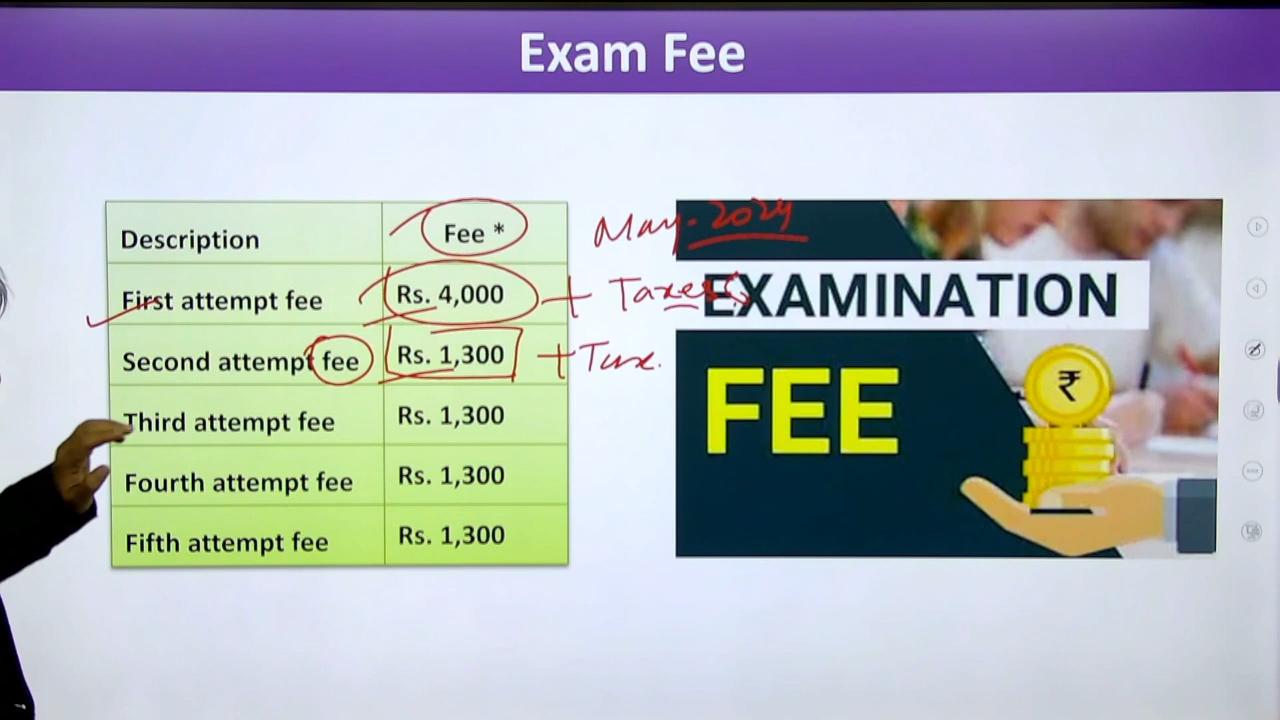 Exam Fee
Description Fee *
May. 2024
First attempt fee Rs. 4,000 + Taxes
Second attempt fee Rs. 1,300 + Tax.
Third attempt fee Rs. 1,300
Fourth attempt fee Rs. 1,300
Fifth attempt fee Rs. 1,300
EXAMINATION
FEE
₹